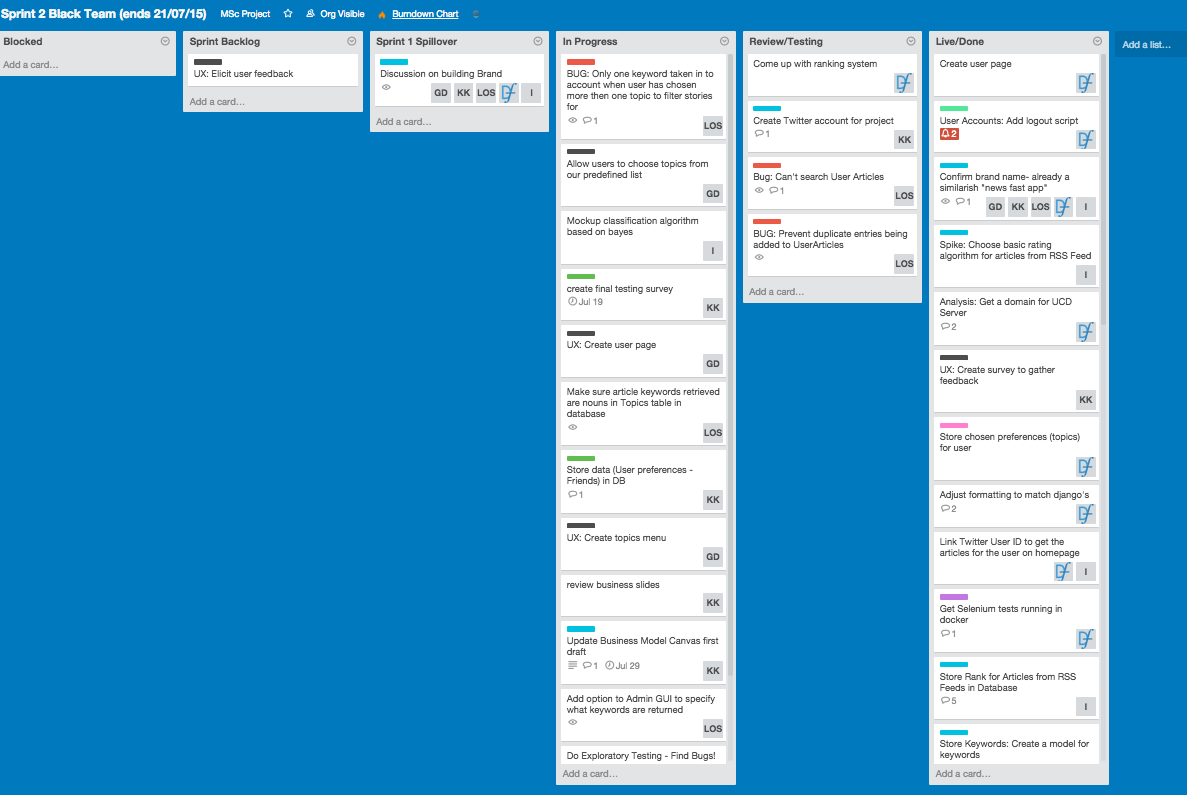 Sprint 2 Black Team (ends 21/07/15)
MSc Project
Org Visible
Burndown Chart
Blocked
Add a card...
Sprint Backlog
UX: Elicit user feedback
Add a card...
Sprint 1 Spillover
Discussion on building Brand
GD KK LOS Df I
Add a card...
In Progress
BUG: Only one keyword taken in to
account when user has chosen
more then one topic to filter stories
for
1
LOS
Allow users to choose topics from
our predefined list
GD
Mockup classification algorithm
based on bayes
I
create final testing survey
Jul 19
KK
UX: Create user page
GD
Make sure article keywords retrieved
are nouns in Topics table in
database
LOS
Store data (User preferences -
Friends) in DB
1
KK
UX: Create topics menu
GD
review business slides
KK
Update Business Model Canvas first
draft
1 Jul 29
KK
Add option to Admin GUI to specify
what keywords are returned
LOS
Do Exploratory Testing - Find Bugs!
Add a card...
Review/Testing
Come up with ranking system
Df
Create Twitter account for project
1
KK
Bug: Can't search User Articles
1
LOS
BUG: Prevent duplicate entries being
added to UserArticles
LOS
Add a card...
Live/Done
Create user page
Df
User Accounts: Add logout script
2
Df
Confirm brand name- already a
similarish "news fast app"
1
GD KK LOS Df I
Spike: Choose basic rating
algorithm for articles from RSS Feed
I
Analysis: Get a domain for UCD
Server
2
Df
UX: Create survey to gather
feedback
KK
Store chosen preferences (topics)
for user
Df
Adjust formatting to match django's
2
Df
Link Twitter User ID to get the
articles for the user on homepage
Df I
Get Selenium tests running in
docker
1
Df
Store Rank for Articles from RSS
Feeds in Database
5
I
Store Keywords: Create a model for
keywords
Add a card...
Add a list...